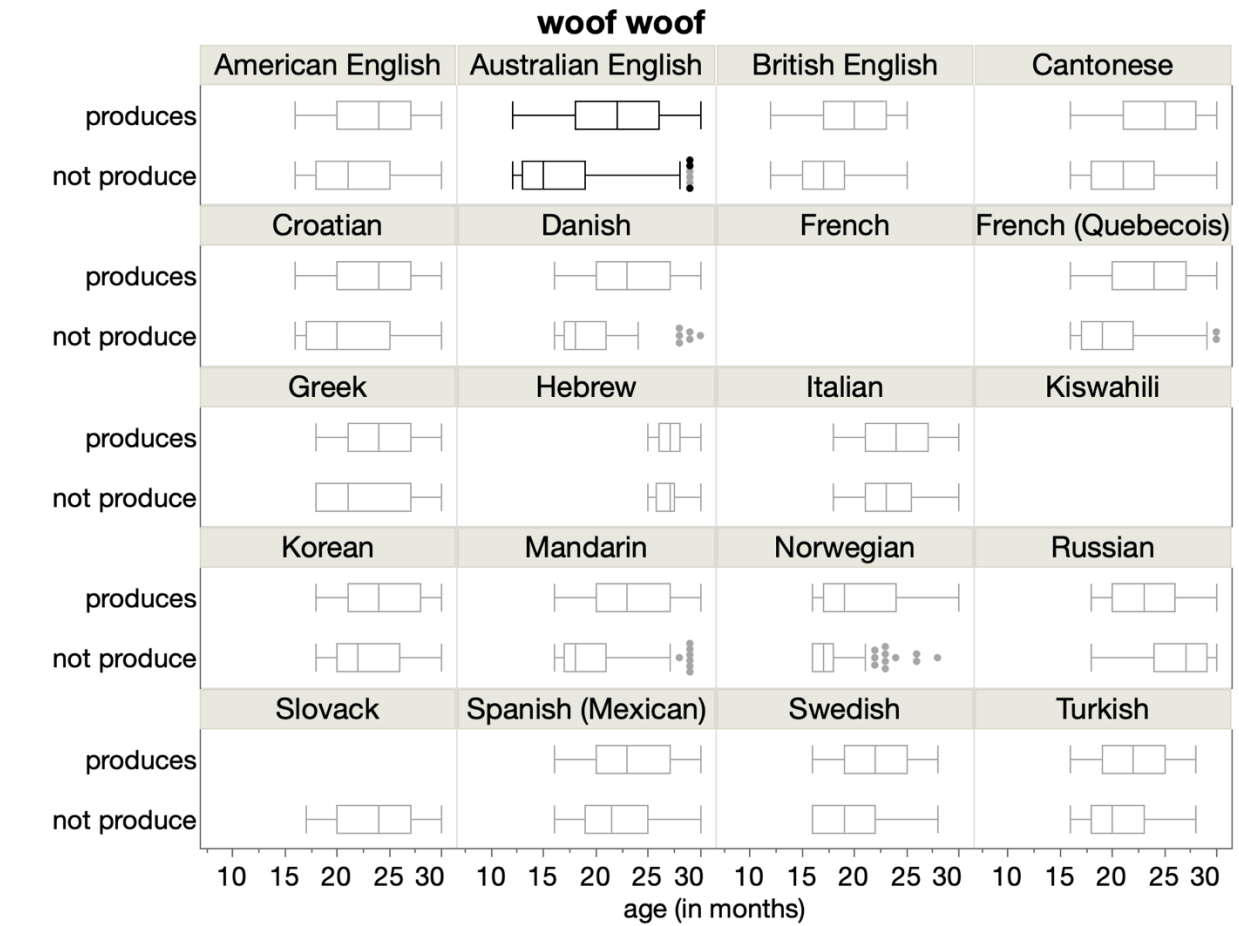 woof woof
American English Australian English British English Cantonese
produces
not produce
Croatian Danish French French (Quebecois)
produces
not produce
Greek Hebrew Italian Kiswahili
produces
not produce
Korean Mandarin Norwegian Russian
produces
not produce
Slovack Spanish (Mexican) Swedish Turkish
produces
not produce
10 15 20 25 30 10 15 20 25 30 10 15 20 25 30 10 15 20 25 30
age (in months)